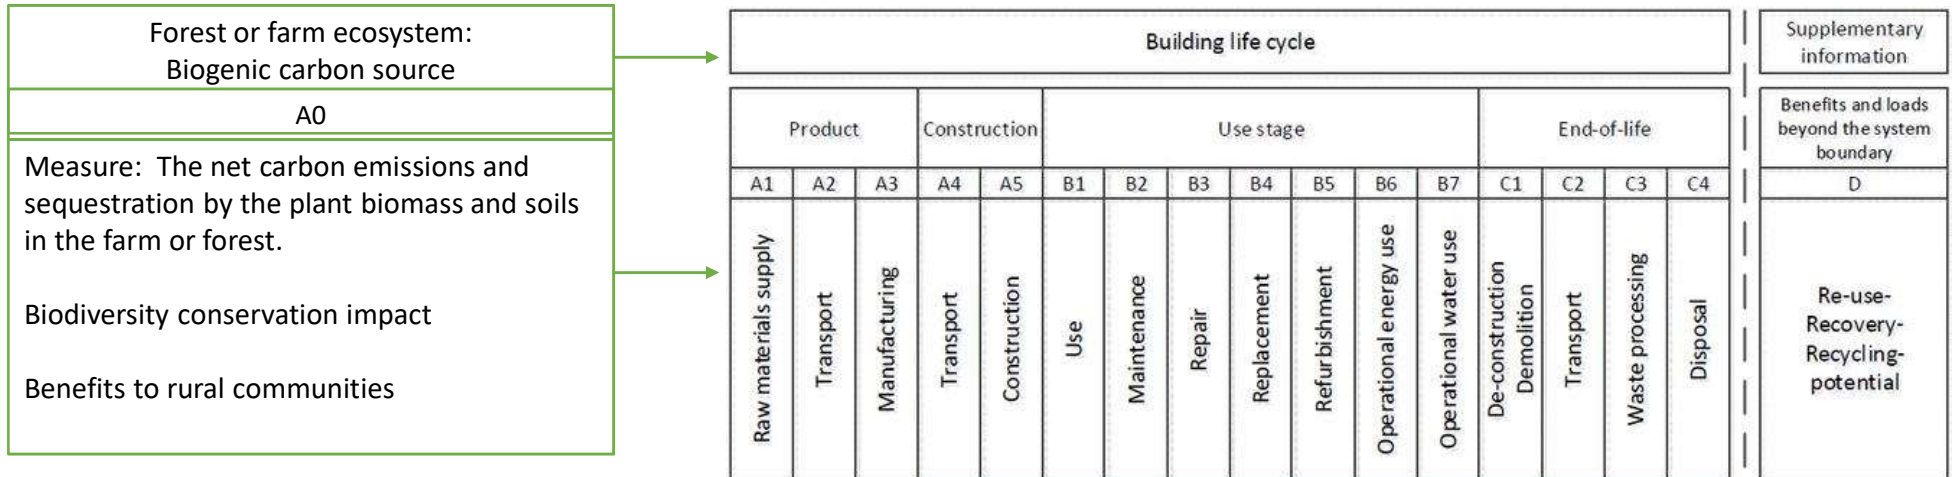 Forest or farm ecosystem:
Biogenic carbon source
A0
Measure:  The net carbon emissions and
sequestration by the plant biomass and soils
in the farm or forest.
Biodiversity conservation impact
Benefits to rural communities
Building life cycle
Product
Construction
Use stage
End-of-life
A1
A2
A3
A4
A5
B1
B2
B3
B4
B5
B6
B7
C1
C2
C3
C4
Raw materials supply
Transport
Manufacturing
Transport
Construction
Use
Maintenance
Repair
Replacement
Refurbishment
Operational energy use
Operational water use
De-construction
Demolition
Transport
Waste processing
Disposal
Supplementary
information
Benefits and loads
beyond the system
boundary
D
Re-use-
Recovery-
Recycling-
potential